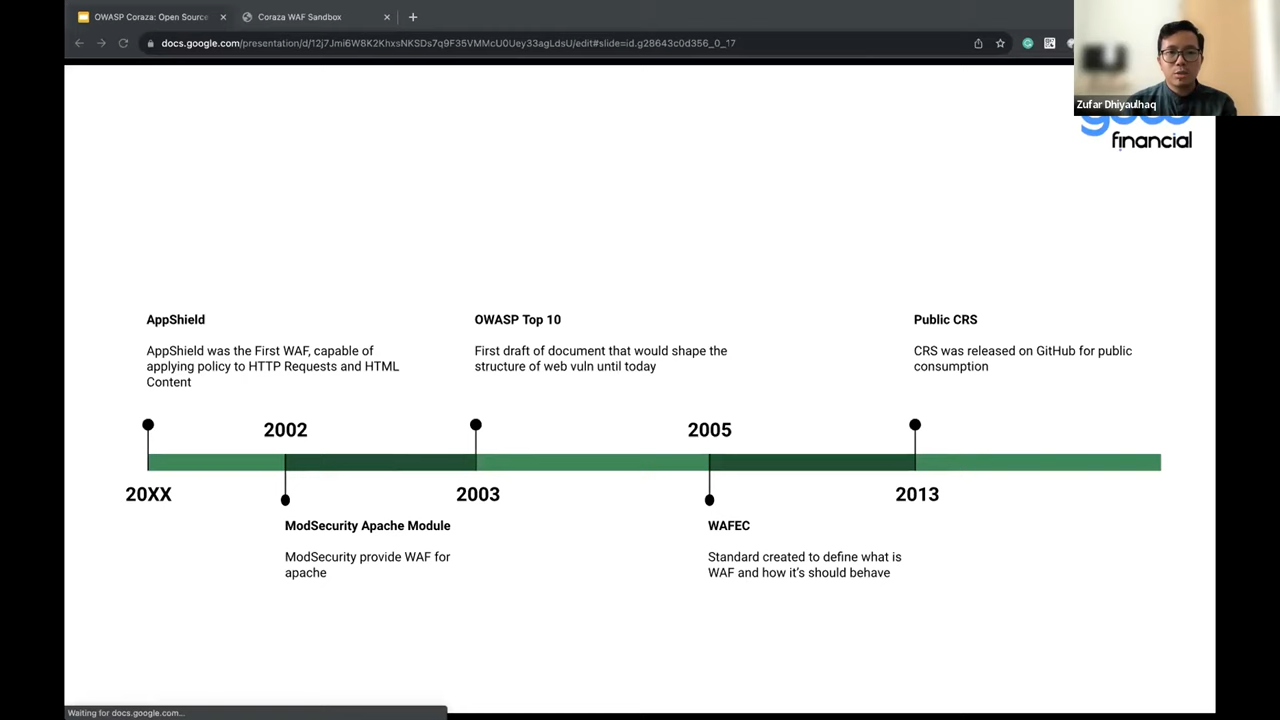 OWASP Coraza: Open Source
Coraza WAF Sandbox
docs.google.com/presentation/d/12j7Jmi6W8K2KhxsNKSDs7q9F35VMMcU0Uey33agLdsU/edit#slide=id.g28643c0d356_0_17
Zufar Dhiyaulhaq
financial
AppShield
AppShield was the First WAF, capable of
applying policy to HTTP Requests and HTML
Content
OWASP Top 10
First draft of document that would shape the
structure of web vuln until today
Public CRS
CRS was released on GitHub for public
consumption
2002
2005
20XX
2003
2013
ModSecurity Apache Module
ModSecurity provide WAF for
apache
WAFEC
Standard created to define what is
WAF and how it's should behave
Waiting for docs.google.com...